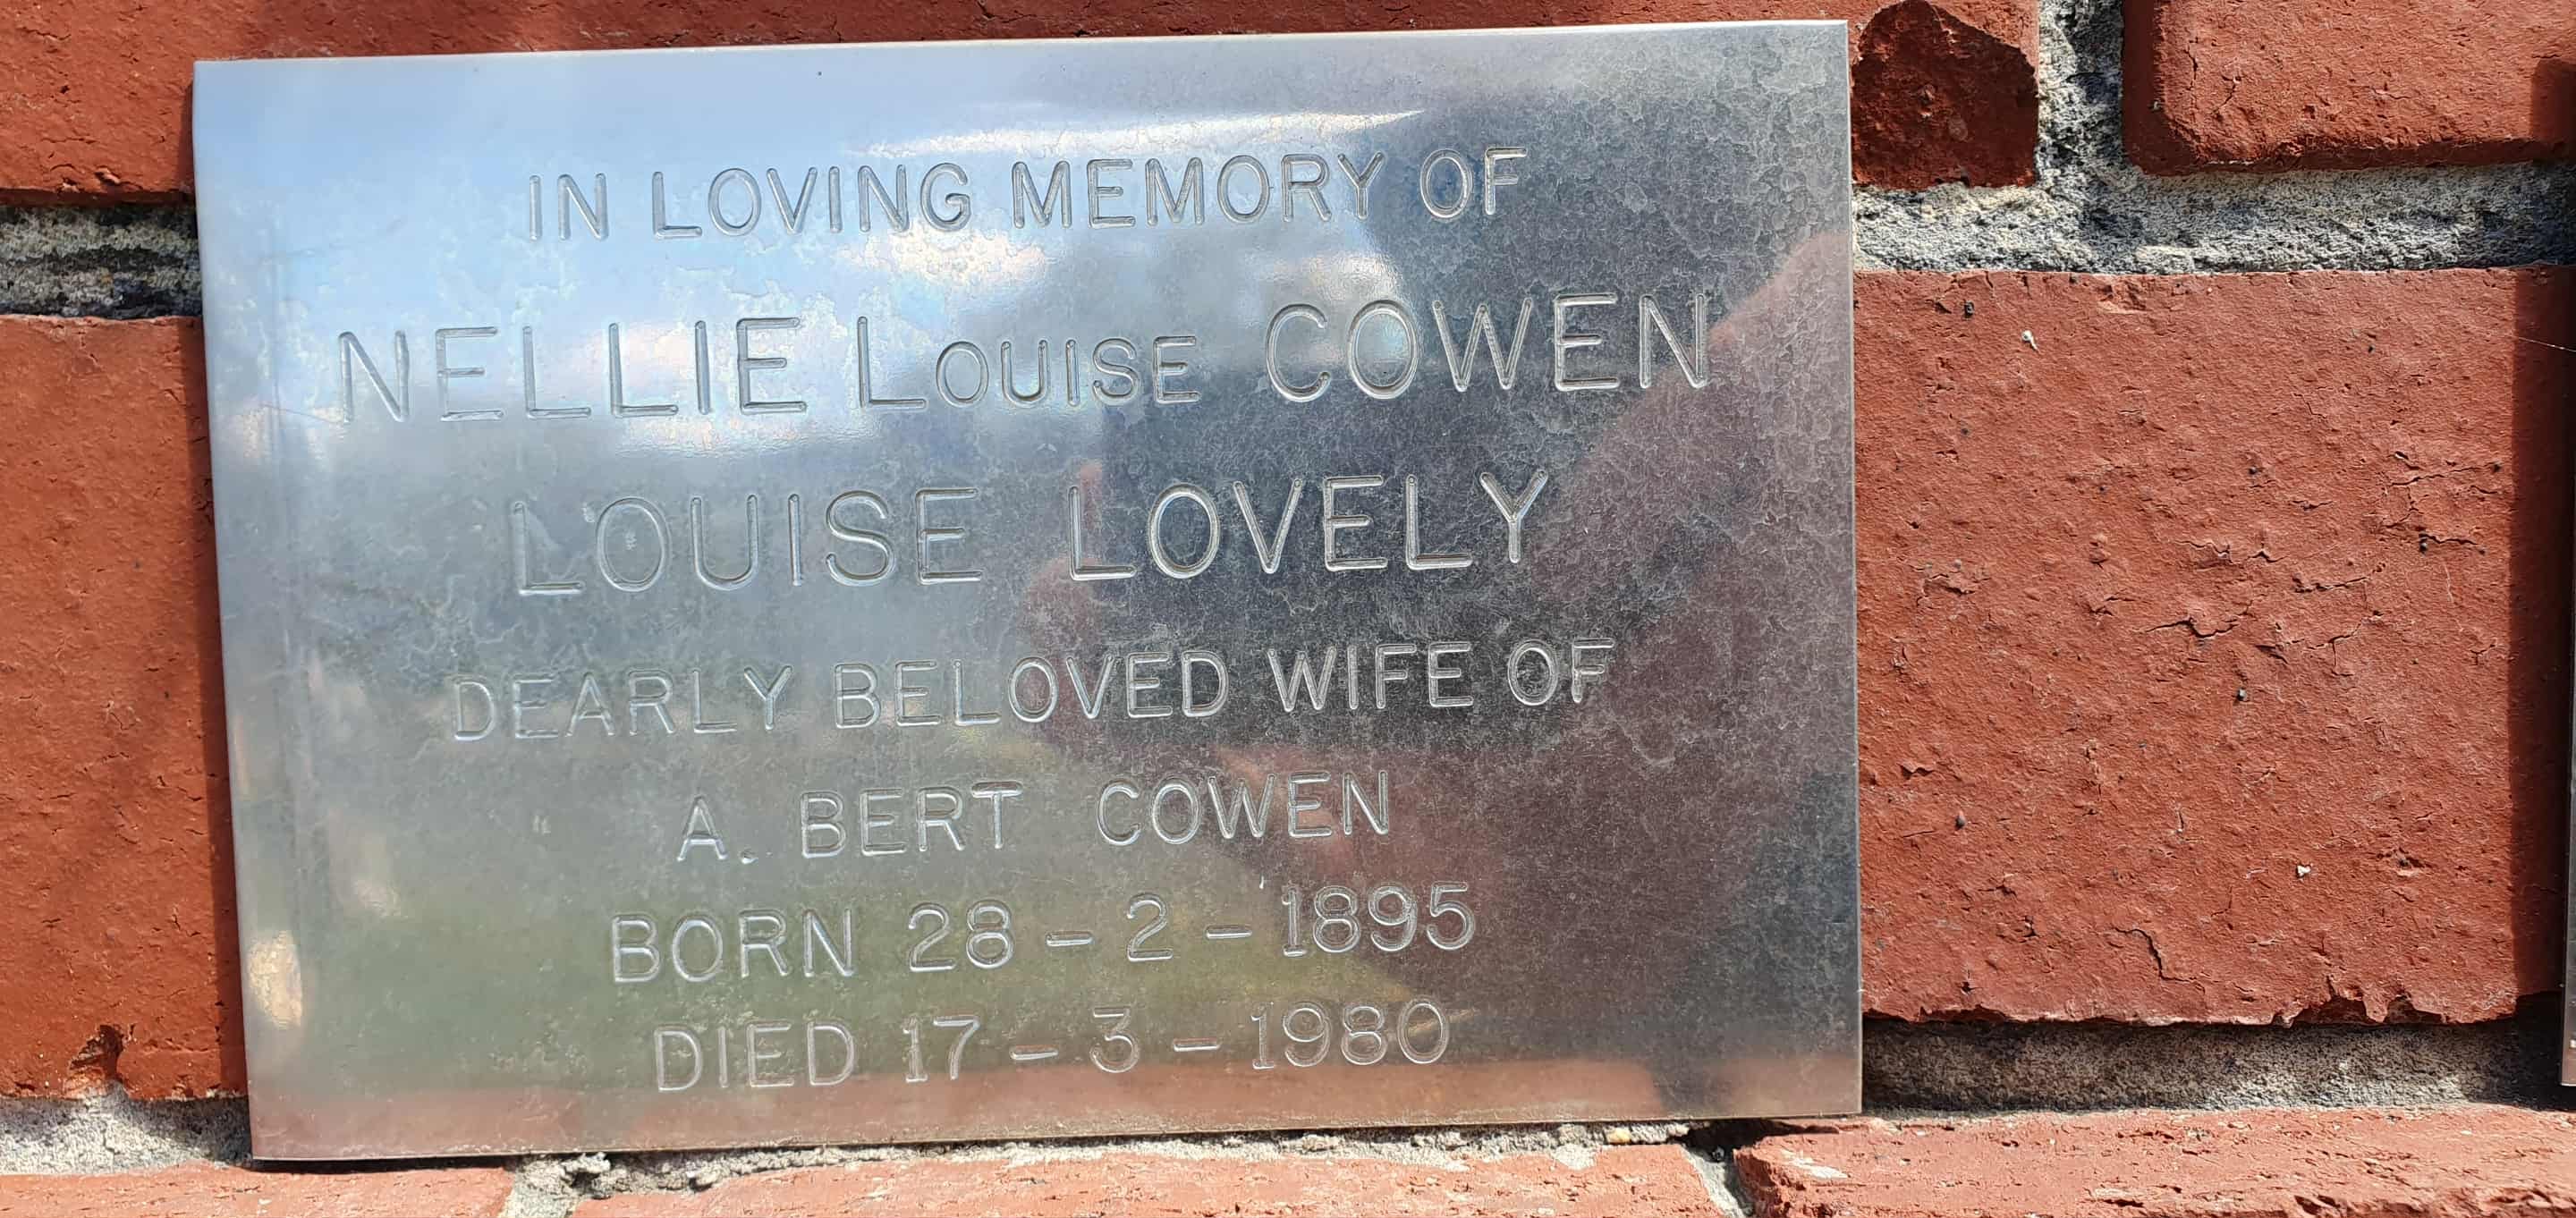 IN LOVING MEMORY OF
NELLIE LOUISE COWEN
LOUISE LOVELY
DEARLY BELOVED WIFE OF
A. BERT COWEN
BORN 28-2-1895
DIED 17-3-1980